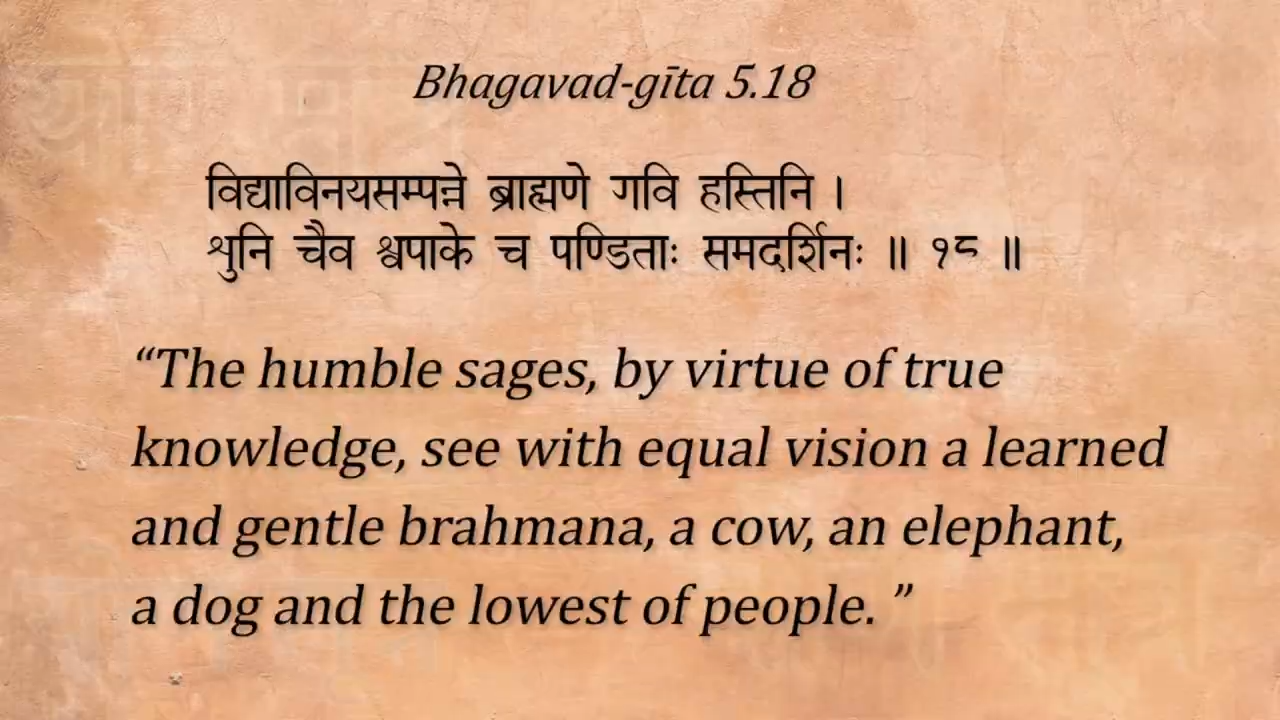 Bhagavad-gīta 5.18
विद्याविनयसम्पन्ने ब्राह्मणे गवि हस्तिनि ।
शुनि चैव श्वपाके च पण्डिताः समदर्शिनः ॥ १८ ॥
“The humble sages, by virtue of true
knowledge, see with equal vision a learned
and gentle brahmana, a cow, an elephant,
a dog and the lowest of people. ”